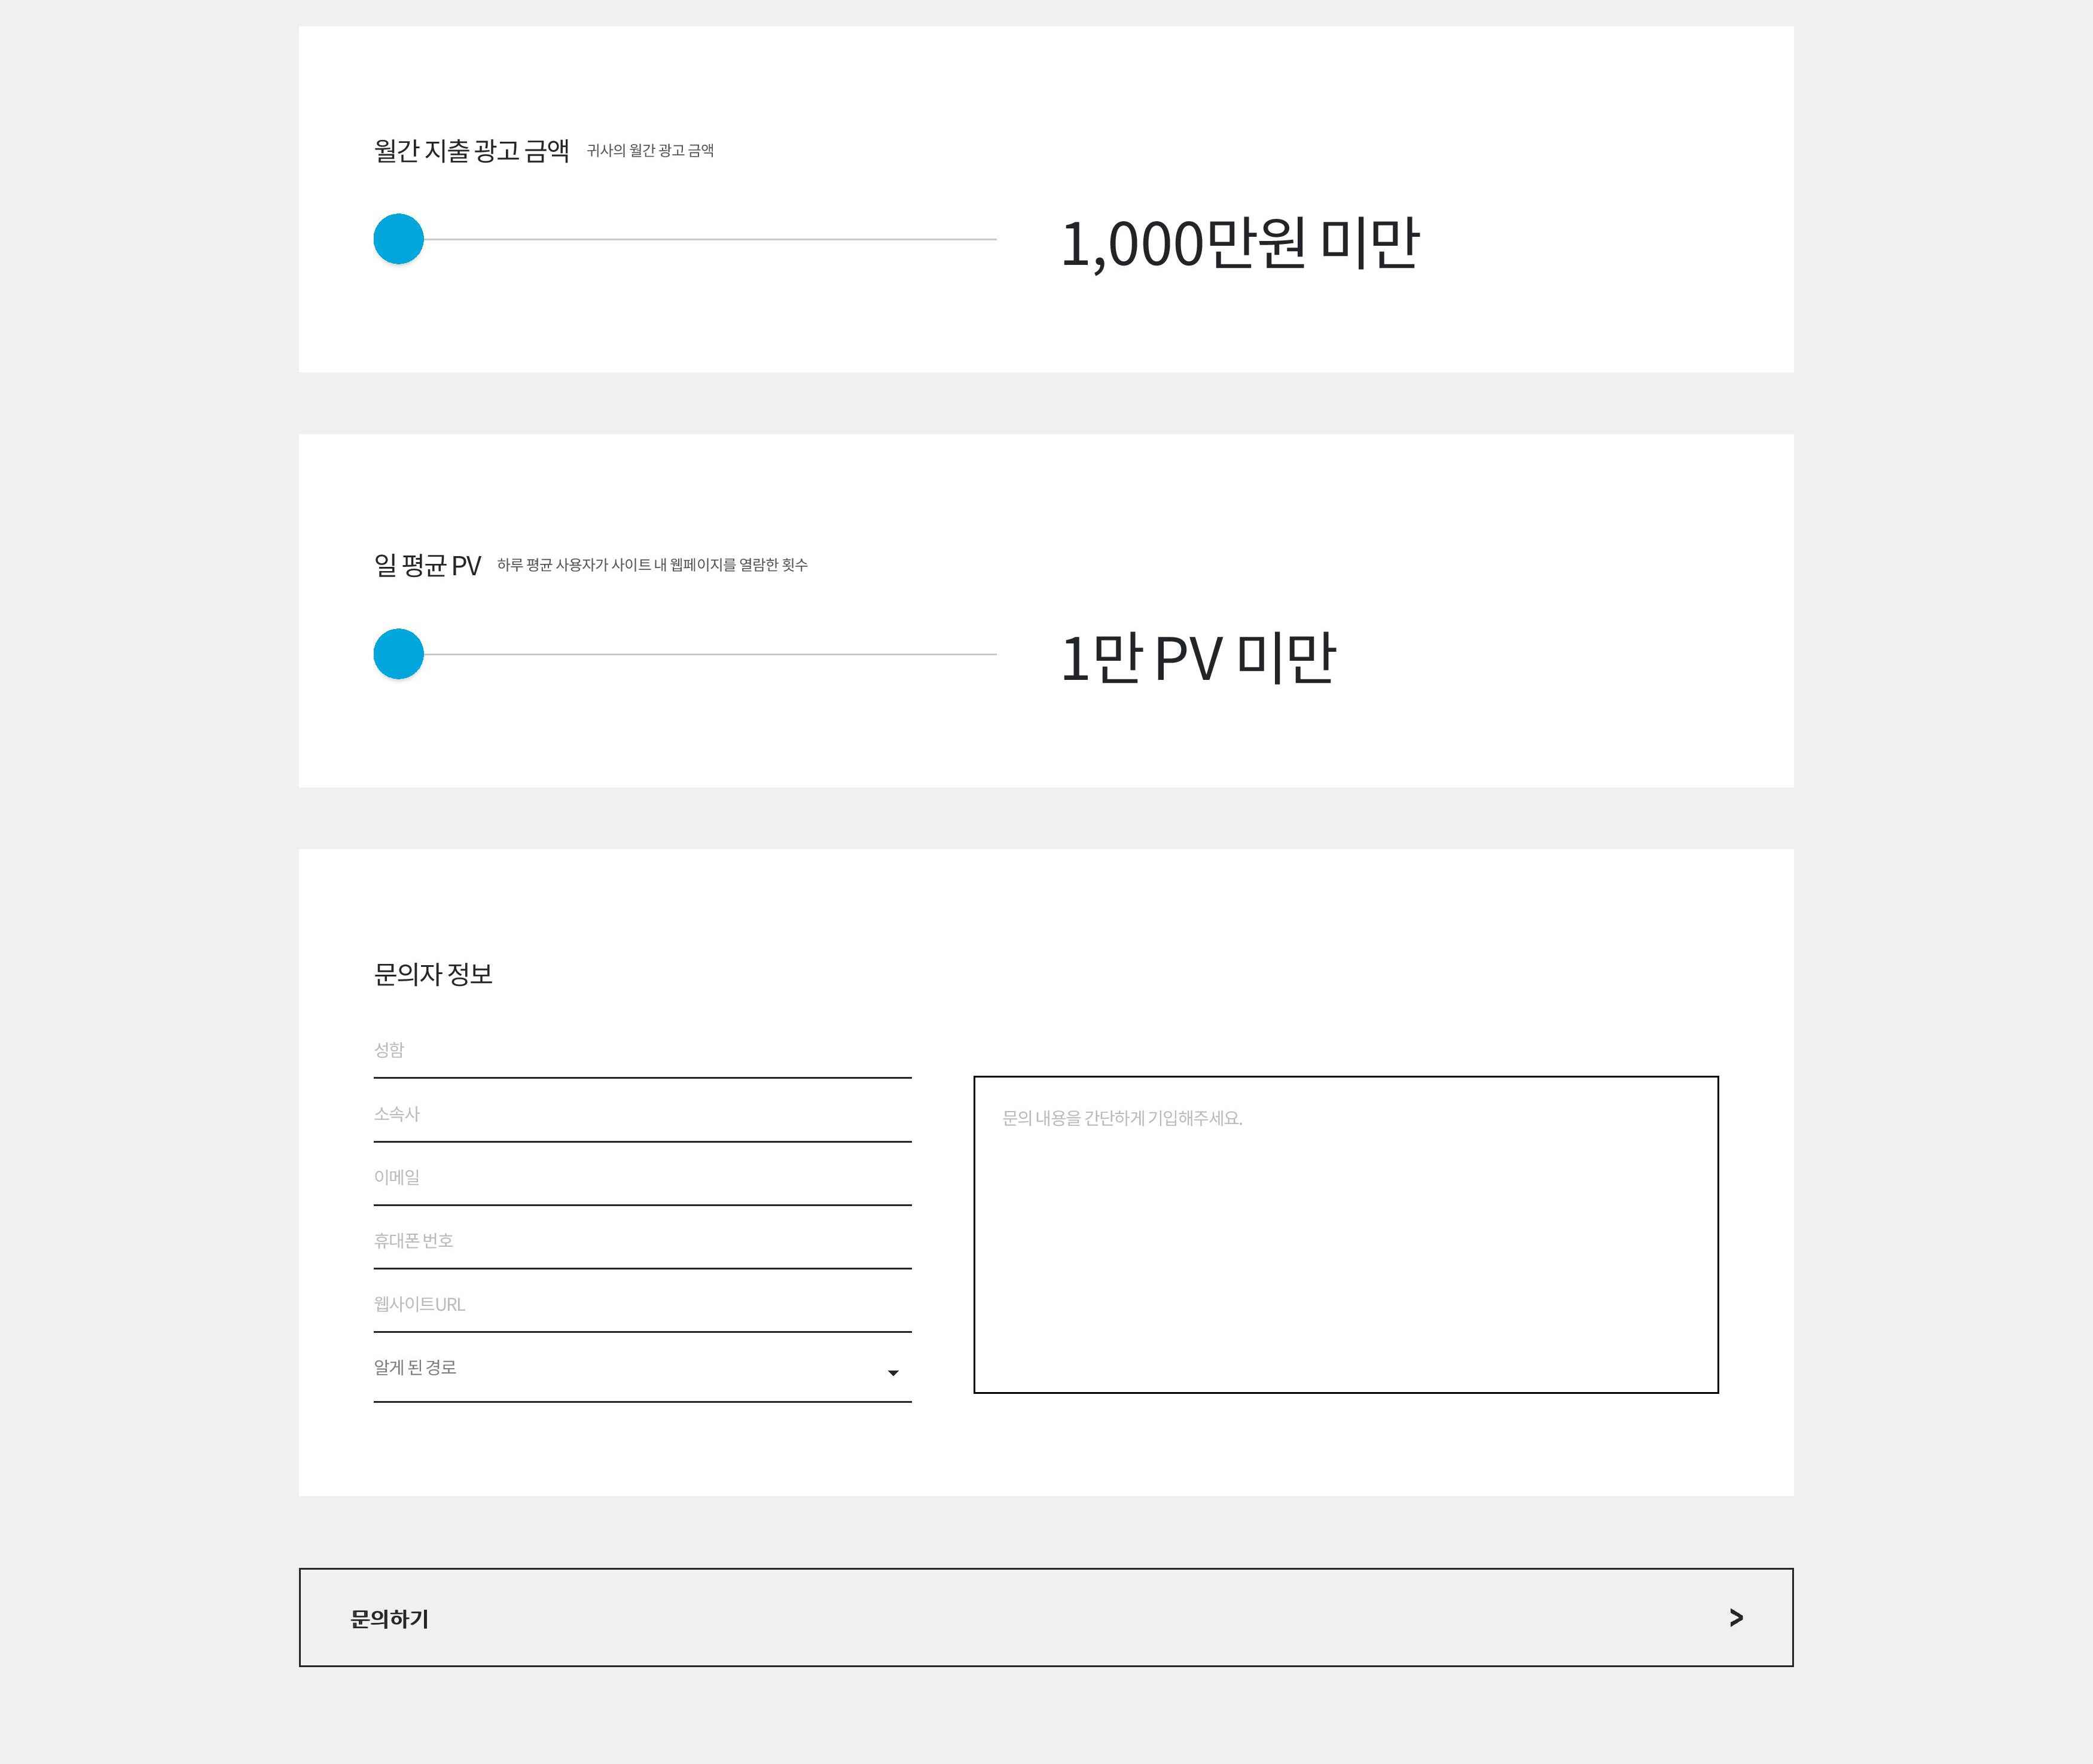 월간 지출 광고 금액 귀사의 월간 광고 금액
1,000만원 미만
일 평균 PV 하루 평균 사용자가 사이트 내 웹페이지를 열람한 횟수
1만 PV 미만
문의자 정보
성함
소속사
이메일
휴대폰 번호
웹사이트URL
알게 된 경로
문의 내용을 간단하게 기입해주세요.
문의하기 >